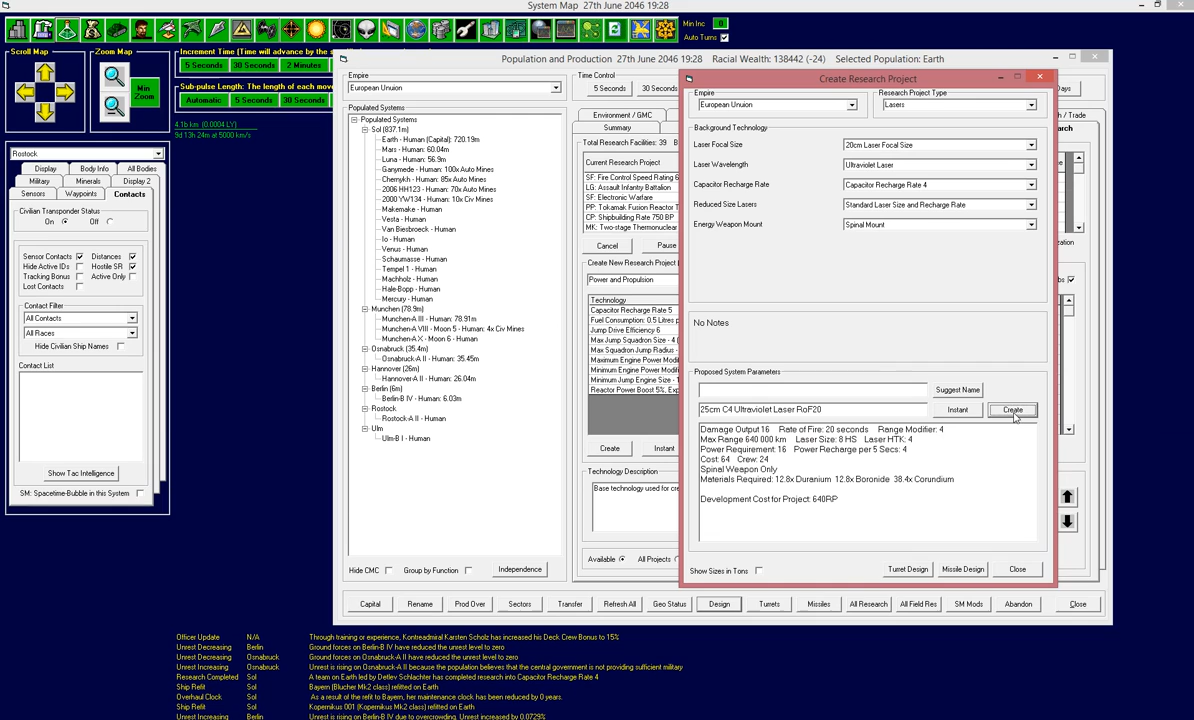 System Map  27th June 2046 19:28
Min Inc 0
Auto Turns
Scroll Map
Zoom Map
Min Zoom
Increment Time (Time will advance by the s
5 Seconds
30 Seconds
2 Minutes
Sub-pulse Length: The length of each mov
Automatic
5 Seconds
30 Seconds
4.1b km (0.0004 LY)
9d 13h 24m at 5000 km/s
Rostock
Display
Body Info
All Bodies
Military
Minerals
Display 2
Sensors
Waypoints
Contacts
Civilian Transponder Status
On
Off
Sensor Contacts
Distances
Hide Active IDs
Hostile SR
Tracking Bonus
Active Only
Lost Contacts
Contact Filter
All Contacts
All Races
Hide Civilian Ship Names
Contact List
Show Tac Intelligence
SM: Spacetime-Bubble in this System
Population and Production  27th June 2046 19:28  Racial Wealth: 138442 (-24)  Selected Population: Earth
Empire
European Unuion
Populated Systems
Populated Systems
Sol (837.1m)
Earth - Human (Capital): 720.19m
Mars - Human: 60.04m
Luna - Human: 56.9m
Ganymede - Human: 100x Auto Mines
Chernykh - Human: 85x Auto Mines
2006 HH123 - Human: 70x Auto Mines
2000 YW134 - Human: 10x Civ Mines
Makemake - Human
Vesta - Human
Van Biesbroeck - Human
Io - Human
Venus - Human
Schaumasse - Human
Tempel 1 - Human
Machholz - Human
Hale-Bopp - Human
Mercury - Human
Munchen (78.9m)
Munchen-A III - Human: 78.91m
Munchen-A VIII - Moon 5 - Human: 4x Civ Mines
Munchen-A X - Moon 6 - Human
Osnabruck (35.4m)
Osnabruck-A II - Human: 35.45m
Hannover (26m)
Hannover-A II - Human: 26.04m
Berlin (6m)
Berlin-B IV - Human: 6.03m
Rostock
Rostock-A II - Human
Ulm
Ulm-B I - Human
Hide CMC
Group by Function
Independence
Time Control
5 Seconds
30 Seconds
Days
Environment / GMC
h / Trade
Summary
arch
Total Research Facilities: 39
Current Research Project
SF: Fire Control Speed Rating 6
LG: Assault Infantry Battalion
SF: Electronic Warfare
PP: Tokamak Fusion Reactor T
CP: Shipbuilding Rate 750 BP
MK: Two-stage Thermonuclear
Cancel
Pause
ization
Create New Research Project (
Power and Propulsion
bs
Technology
Capacitor Recharge Rate 5
Fuel Consumption: 0.5 Litres p
Jump Drive Efficiency 6
Max Jump Squadron Size - 4 (
Max Squadron Jump Radius -
Maximum Engine Power Modi
Maximum Engine Power Modif
Minimum Jump Engine Size - 1
Reactor Power Boost 5%, Exp
Create
Instant
Technology Description
Base technology used for cre
Available
All Projects
Capital
Rename
Prod Over
Sectors
Transfer
Refresh All
Geo Status
Design
Turrets
Missiles
All Research
All Field Res
SM Mods
Abandon
Close
Create Research Project
Empire
European Unuion
Research Project Type
Lasers
Background Technology
Laser Focal Size
20cm Laser Focal Size
Laser Wavelength
Ultraviolet Laser
Capacitor Recharge Rate
Capacitor Recharge Rate 4
Reduced Size Lasers
Standard Laser Size and Recharge Rate
Energy Weapon Mount
Spinal Mount
No Notes
Proposed System Parameters
Suggest Name
25cm C4 Ultraviolet Laser RoF20
Instant
Create
Damage Output 16  Rate of Fire: 20 seconds  Range Modifier: 4
Max Range 640 000 km  Laser Size: 8 HS  Laser HTK: 4
Power Requirement: 16  Power Recharge per 5 Secs: 4
Cost: 64  Crew: 24
Spinal Weapon Only
Materials Required: 12.8x Duranium  12.8x Boronide  38.4x Corundium
Development Cost for Project: 640RP
Show Sizes in Tons
Turret Design
Missile Design
Close
Officer Update  N/A  Through training or experience, Kontreadmiral Karsten Scholz has increased his Deck Crew Bonus to 15%
Unrest Decreasing  Berlin  Ground forces on Berlin-B IV have reduced the unrest level to zero
Unrest Decreasing  Osnabruck  Ground forces on Osnabruck-A II have reduced the unrest level to zero
Unrest Increasing  Osnabruck  Unrest is rising on Osnabruck-A II because the population believes that the central government is not providing sufficient military
Research Completed  Sol  A team on Earth led by Detlev Schlachter has completed research into Capacitor Recharge Rate 4
Ship Refit  Sol  Bayern (Blucher Mk2 class) refitted on Earth
Overhaul Clock  Sol  As a result of the refit to Bayern, her maintenance clock has been reduced by 0 years.
Ship Refit  Sol  Kopernikus 001 (Kopernikus Mk2 class) refitted on Earth
Unrest Increasing  Berlin  Unrest is rising on Berlin-B IV due to overcrowding. Unrest increased by 0.0729%